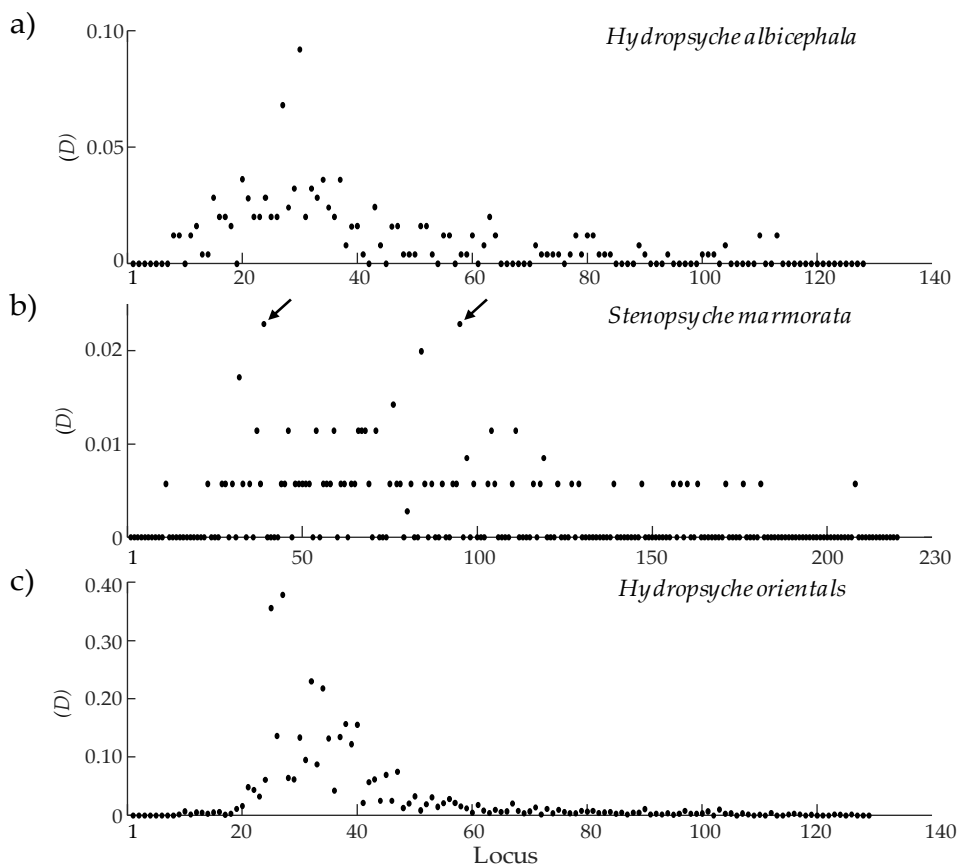 a)
Hydropsyche albicephala
0.10
0.05
0
(D)
1 20 40 60 80 100 120 140
b)
Stenopsyche marmorata
0.02
0.01
0
(D)
1 50 100 150 200 230
c)
Hydropsyche orientals
0.40
0.30
0.20
0.10
0
(D)
1 20 40 60 80 100 120 140
Locus